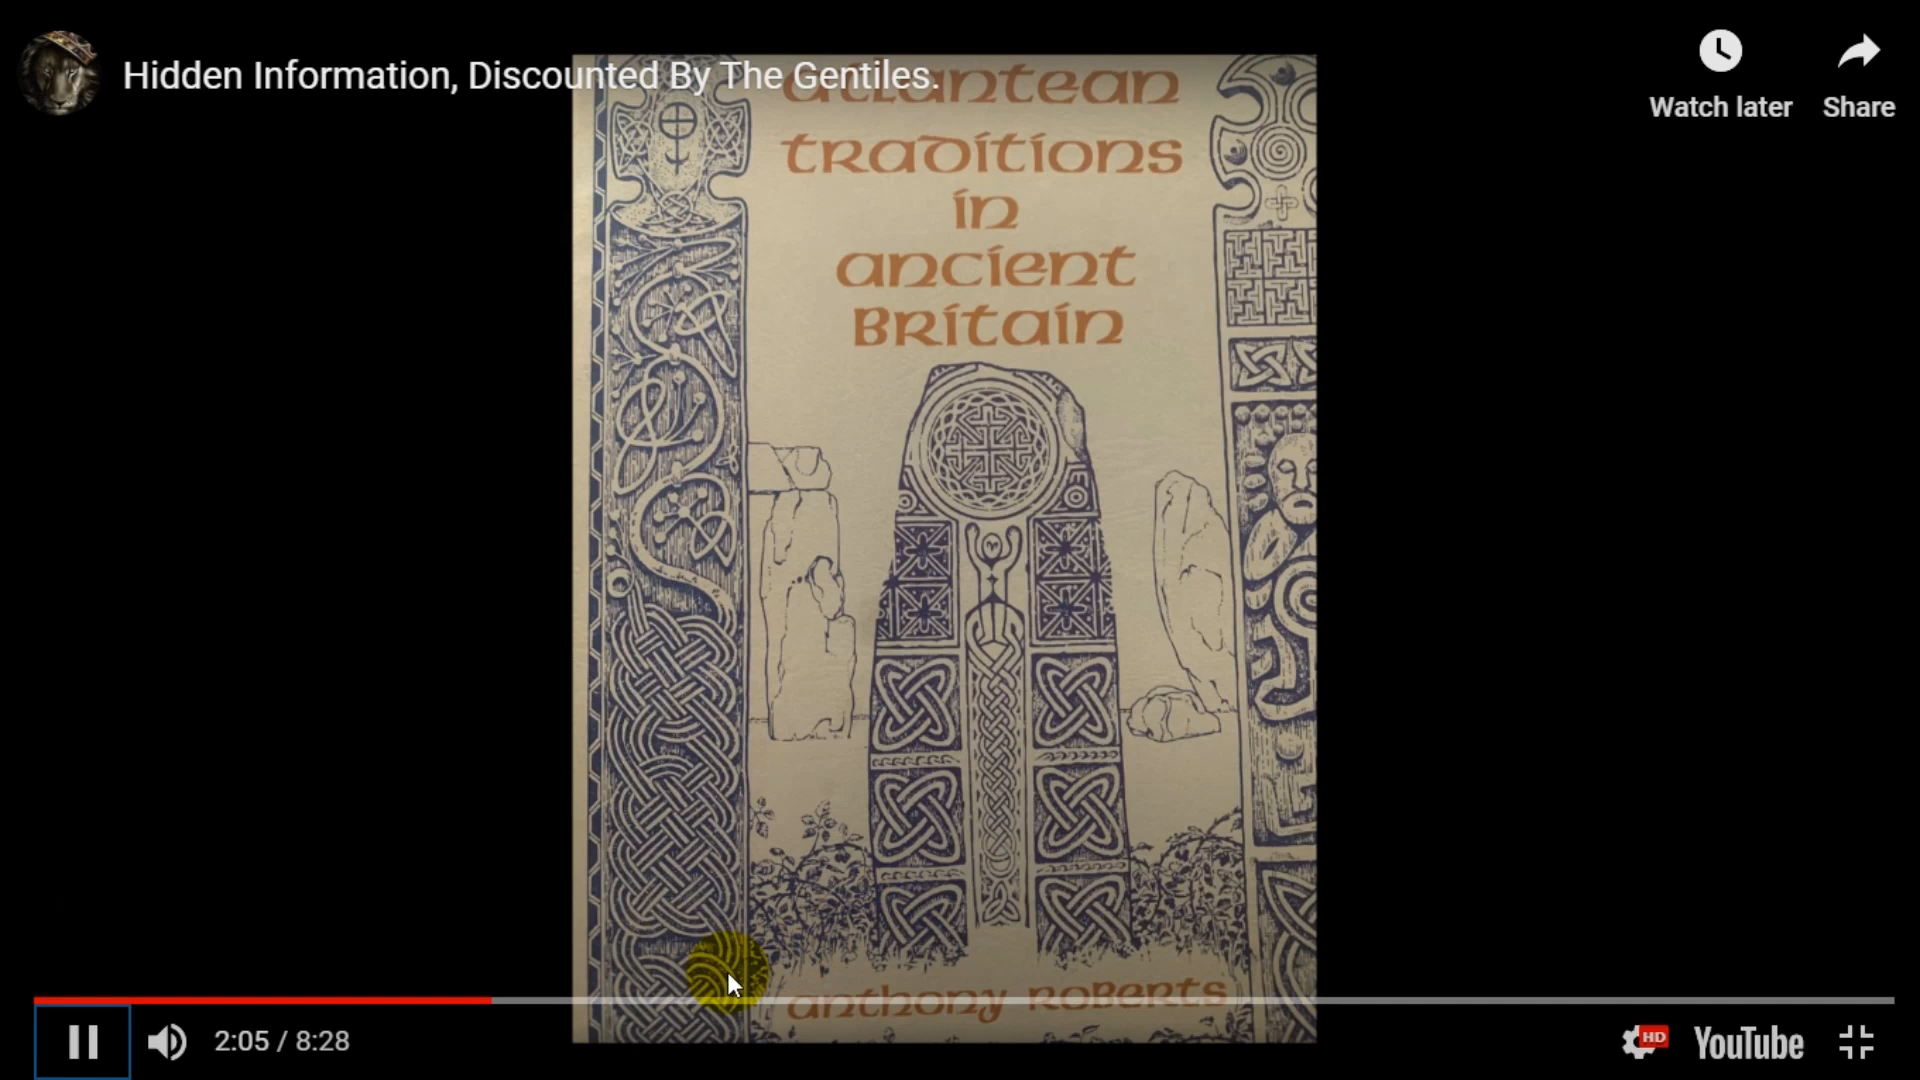 Hidden Information, Discounted By The Gentiles.
Watch later
Share
atlantean
traditions
in
ancient
Britain
anthony Roberts
2:05 / 8:28
HD
YouTube